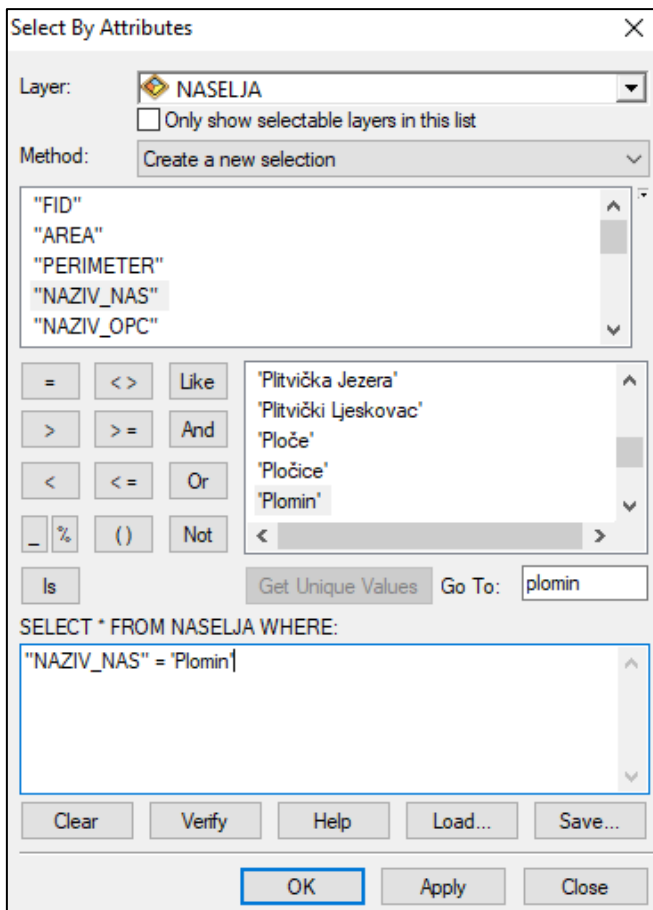 Select By Attributes
Layer: NASELJA
Only show selectable layers in this list
Method: Create a new selection
"FID"
"AREA"
"PERIMETER"
"NAZIV_NAS"
"NAZIV_OPC"
= < > Like
> > = And
< < = Or
_ % ( ) Not
Is
'Plitvička Jezera'
'Plitvički Ljeskovac'
'Ploče'
'Pločice'
'Plomin'
Get Unique Values Go To: plomin
SELECT * FROM NASELJA WHERE:
"NAZIV_NAS" = 'Plomin'
Clear Verify Help Load... Save...
OK Apply Close